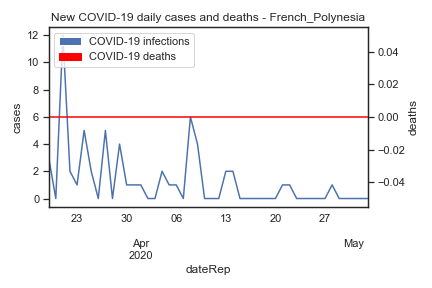 New COVID-19 daily cases and deaths - French_Polynesia
COVID-19 infections
COVID-19 deaths
12
10
8
6
4
2
0
cases
0.04
0.02
0.00
−0.02
−0.04
deaths
23 30 06 13 20 27
Apr May
2020
dateRep